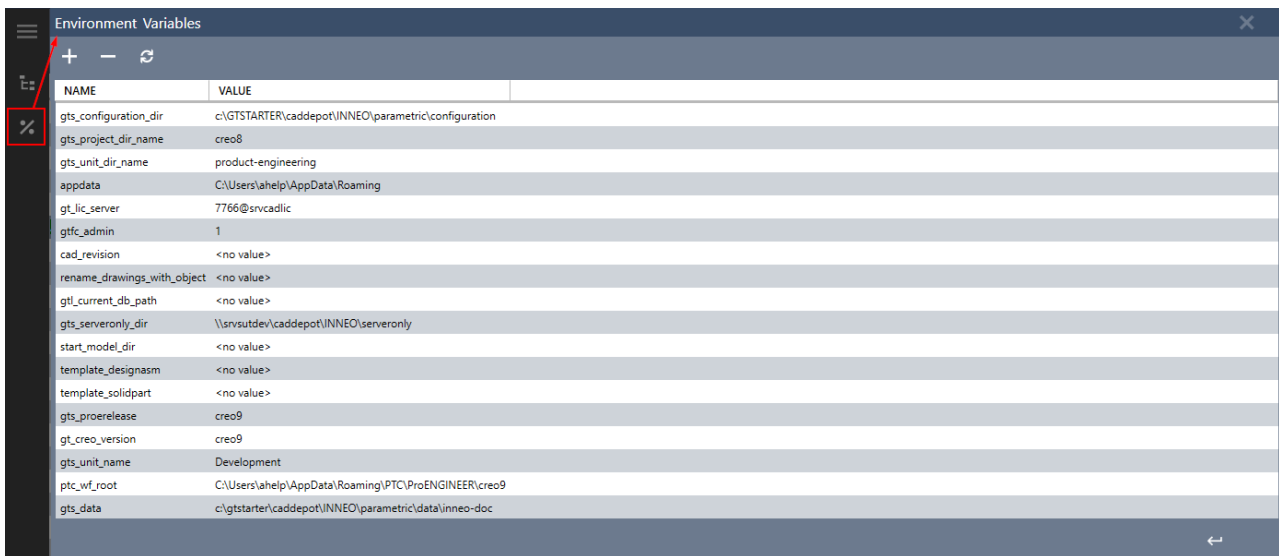 Environment Variables
NAME VALUE
gts_configuration_dir c:\GTSTARTER\caddepot\INNEO\parametric\configuration
gts_project_dir_name creo8
gts_unit_dir_name product-engineering
appdata C:\Users\ahelp\AppData\Roaming
gt_lic_server 7766@srvcadlic
gtfc_admin 1
cad_revision <no value>
rename_drawings_with_object <no value>
gtl_current_db_path <no value>
gts_serveronly_dir \\srvsutdev\caddepot\INNEO\serveronly
start_model_dir <no value>
template_designasm <no value>
template_solidpart <no value>
gts_proerelease creo9
gt_creo_version creo9
gts_unit_name Development
ptc_wf_root C:\Users\ahelp\AppData\Roaming\PTC\ProENGINEER\creo9
gts_data c:\gtstarter\caddepot\INNEO\parametric\data\inneo-doc